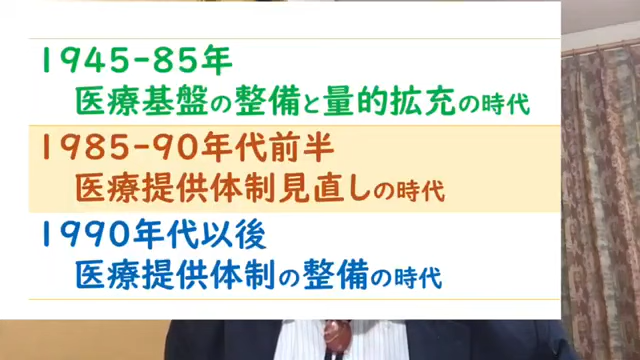 1945-85年
医療基盤の整備と量的拡充の時代
1985-90年代前半
医療提供体制見直しの時代
1990年代以後
医療提供体制の整備の時代